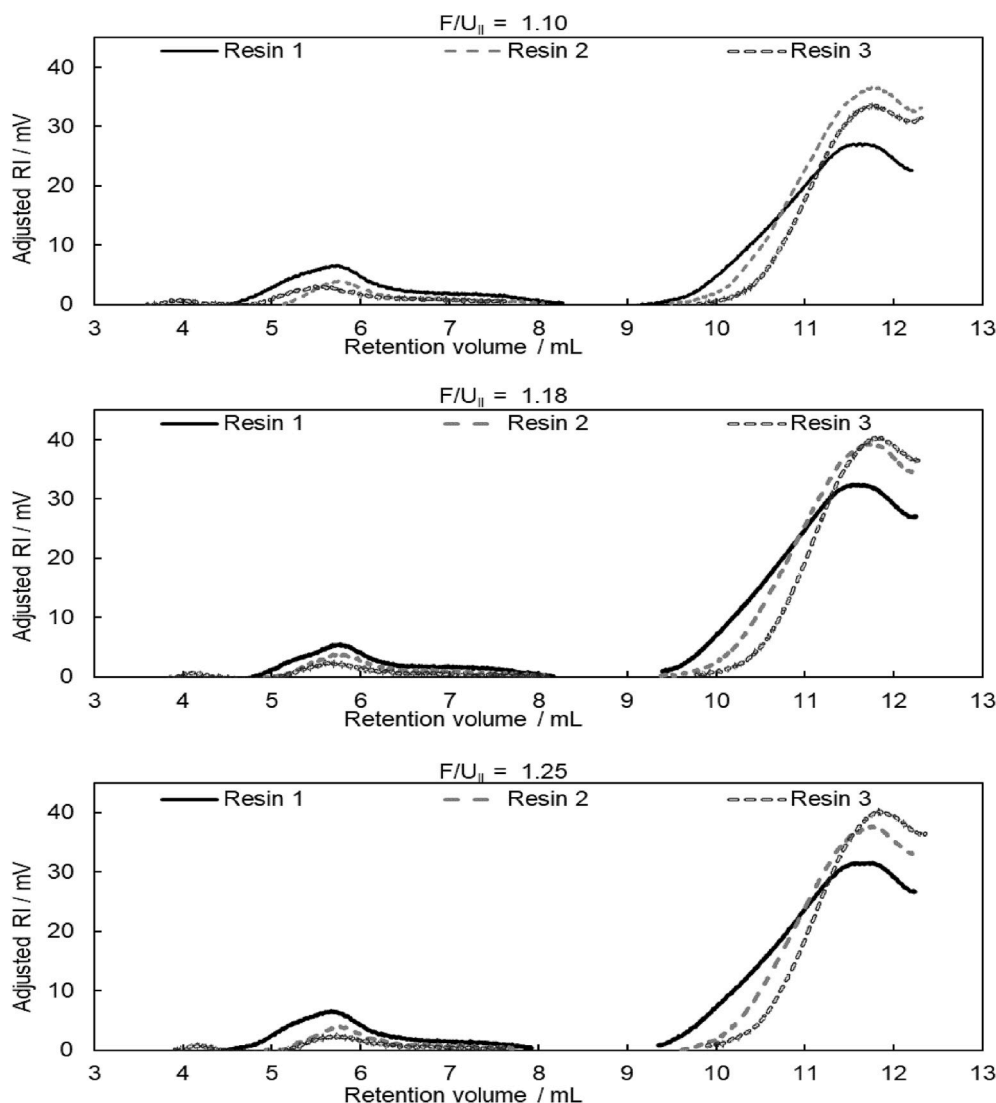 F/U_II = 1.10
Resin 1 Resin 2 Resin 3
Adjusted RI / mV
40
30
20
10
0
3 4 5 6 7 8 9 10 11 12 13
Retention volume / mL
F/U_II = 1.18
Resin 1 Resin 2 Resin 3
Adjusted RI / mV
40
30
20
10
0
3 4 5 6 7 8 9 10 11 12 13
Retention volume / mL
F/U_II = 1.25
Resin 1 Resin 2 Resin 3
Adjusted RI / mV
40
30
20
10
0
3 4 5 6 7 8 9 10 11 12 13
Retention volume / mL